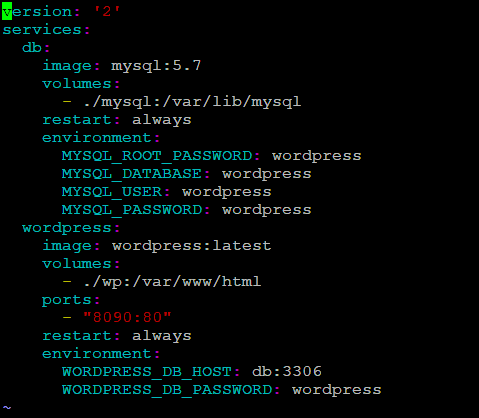 version: '2'
services:
  db:
    image: mysql:5.7
    volumes:
      - ./mysql:/var/lib/mysql
    restart: always
    environment:
      MYSQL_ROOT_PASSWORD: wordpress
      MYSQL_DATABASE: wordpress
      MYSQL_USER: wordpress
      MYSQL_PASSWORD: wordpress
  wordpress:
    image: wordpress:latest
    volumes:
      - ./wp:/var/www/html
    ports:
      - "8090:80"
    restart: always
    environment:
      WORDPRESS_DB_HOST: db:3306
      WORDPRESS_DB_PASSWORD: wordpress
~